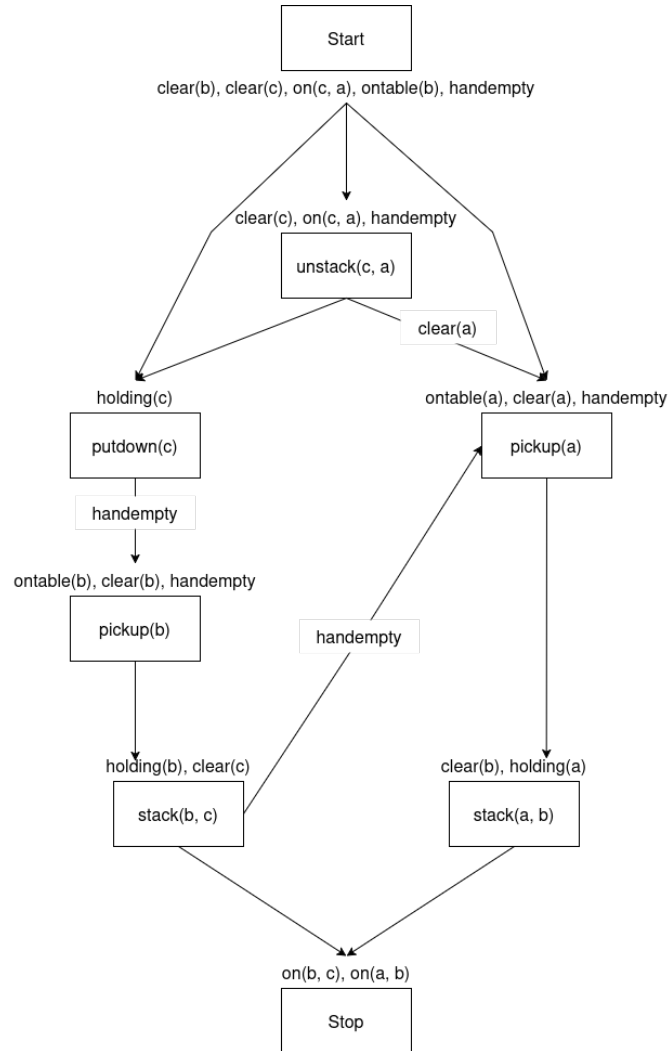 Start
clear(b), clear(c), on(c, a), ontable(b), handempty
clear(c), on(c, a), handempty
unstack(c, a)
clear(a)
holding(c)
ontable(a), clear(a), handempty
putdown(c)
pickup(a)
handempty
ontable(b), clear(b), handempty
pickup(b)
handempty
holding(b), clear(c)
clear(b), holding(a)
stack(b, c)
stack(a, b)
on(b, c), on(a, b)
Stop